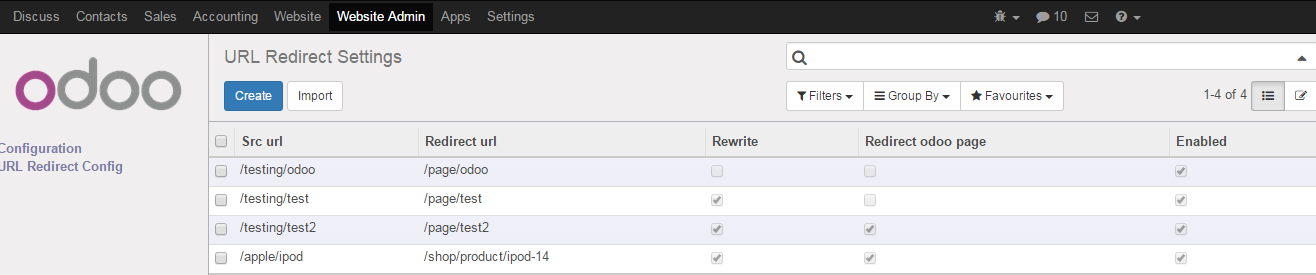 Discuss Contacts Sales Accounting Website Website Admin Apps Settings 10
odoo
URL Redirect Settings
Create Import
Filters Group By Favourites 1-4 of 4
Configuration
URL Redirect Config
Src url Redirect url Rewrite Redirect odoo page Enabled
/testing/odoo /page/odoo
/testing/test /page/test
/testing/test2 /page/test2
/apple/ipod /shop/product/ipod-14